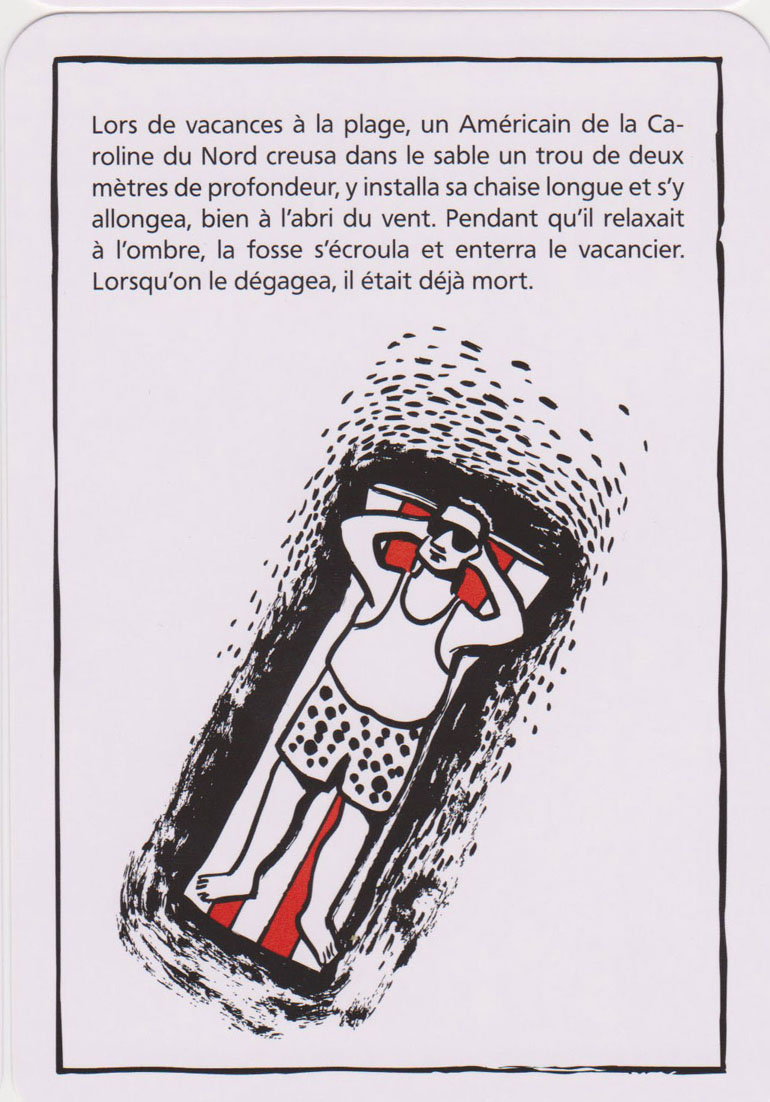 Lors de vacances à la plage, un Américain de la Ca-
roline du Nord creusa dans le sable un trou de deux
mètres de profondeur, y installa sa chaise longue et s’y
allongea, bien à l’abri du vent. Pendant qu’il relaxait
à l’ombre, la fosse s’écroula et enterra le vacancier.
Lorsqu’on le dégagea, il était déjà mort.